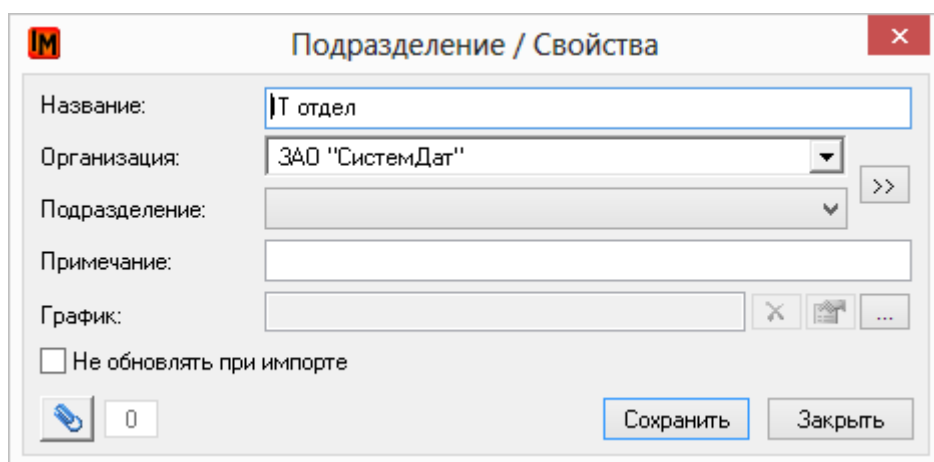 IM Подразделение / Свойства
Название: IT отдел
Организация: ЗАО "СистемДат"
>>
Подразделение:
Примечание:
График: ...
Не обновлять при импорте
0 Сохранить Закрыть